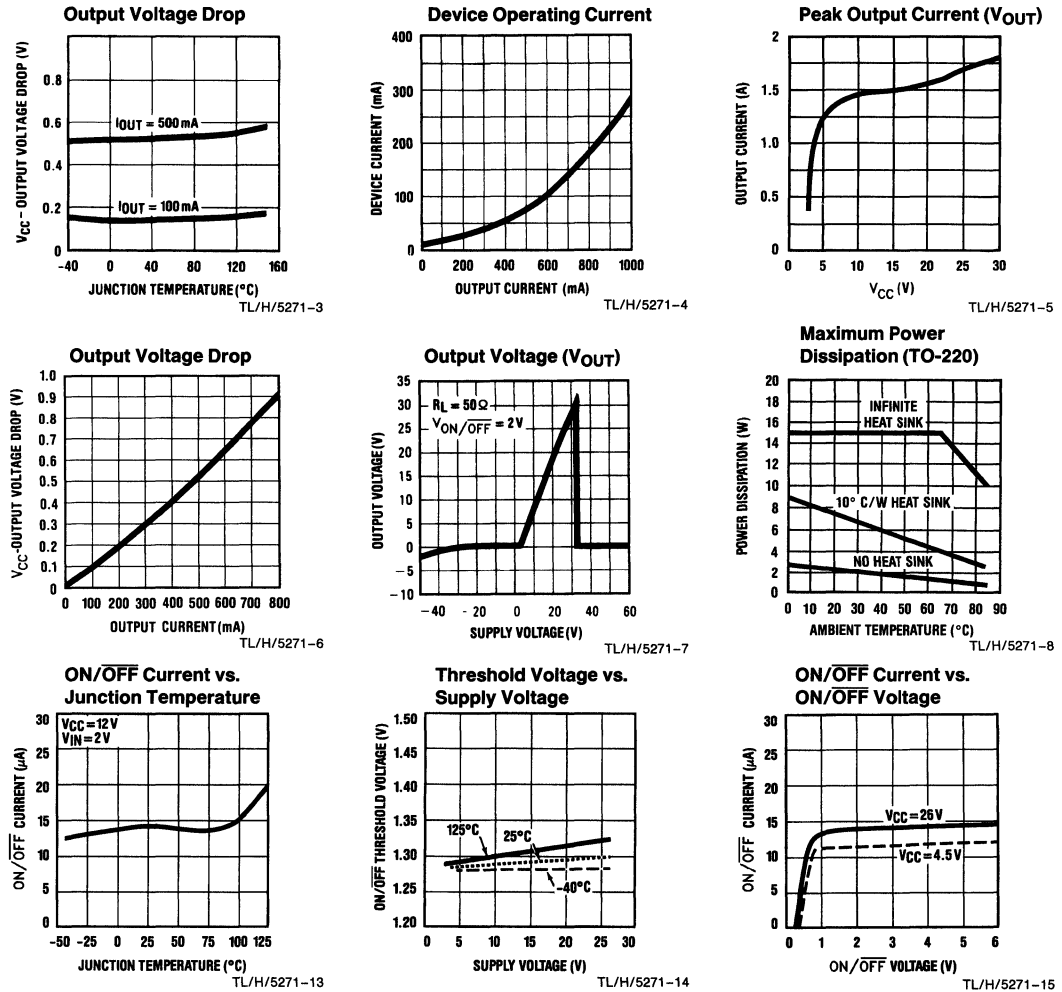 Output Voltage Drop
VCC – OUTPUT VOLTAGE DROP (V)
0.8
0.6
0.4
0.2
0
IOUT = 500 mA
IOUT = 100 mA
-40 0 40 80 120 160
JUNCTION TEMPERATURE (°C)
TL/H/5271–3
Device Operating Current
DEVICE CURRENT (mA)
400
300
200
100
0
0 200 400 600 800 1000
OUTPUT CURRENT (mA)
TL/H/5271–4
Peak Output Current (VOUT)
OUTPUT CURRENT (A)
2
1.5
1.0
0.5
0
0 5 10 15 20 25 30
VCC (V)
TL/H/5271–5
Output Voltage Drop
VCC-OUTPUT VOLTAGE DROP (V)
1.0
0.9
0.8
0.7
0.6
0.5
0.4
0.3
0.2
0.1
0
0 100 200 300 400 500 600 700 800
OUTPUT CURRENT (mA)
TL/H/5271–6
Output Voltage (VOUT)
OUTPUT VOLTAGE (V)
35
30
25
20
15
10
5
0
-5
-10
RL = 50Ω
VON/OFF = 2V
-40 -20 0 20 40 60
SUPPLY VOLTAGE (V)
TL/H/5271–7
Maximum Power
Dissipation (TO-220)
POWER DISSIPATION (W)
20
18
16
14
12
10
8
6
4
2
0
INFINITE
HEAT SINK
10° C/W HEAT SINK
NO HEAT SINK
0 10 20 30 40 50 60 70 80 90
AMBIENT TEMPERATURE (°C)
TL/H/5271–8
ON/OFF Current vs.
Junction Temperature
ON/OFF CURRENT (µA)
30
25
20
15
10
5
0
VCC = 12V
VIN = 2V
-50 -25 0 25 50 75 100 125
JUNCTION TEMPERATURE (°C)
TL/H/5271–13
Threshold Voltage vs.
Supply Voltage
ON/OFF THRESHOLD VOLTAGE (V)
1.50
1.45
1.40
1.35
1.30
1.25
1.20
125°C
25°C
-40°C
0 5 10 15 20 25 30
SUPPLY VOLTAGE (V)
TL/H/5271–14
ON/OFF Current vs.
ON/OFF Voltage
ON/OFF CURRENT (µA)
30
25
20
15
10
5
0
VCC = 26V
VCC = 4.5V
0 1 2 3 4 5 6
ON/OFF VOLTAGE (V)
TL/H/5271–15